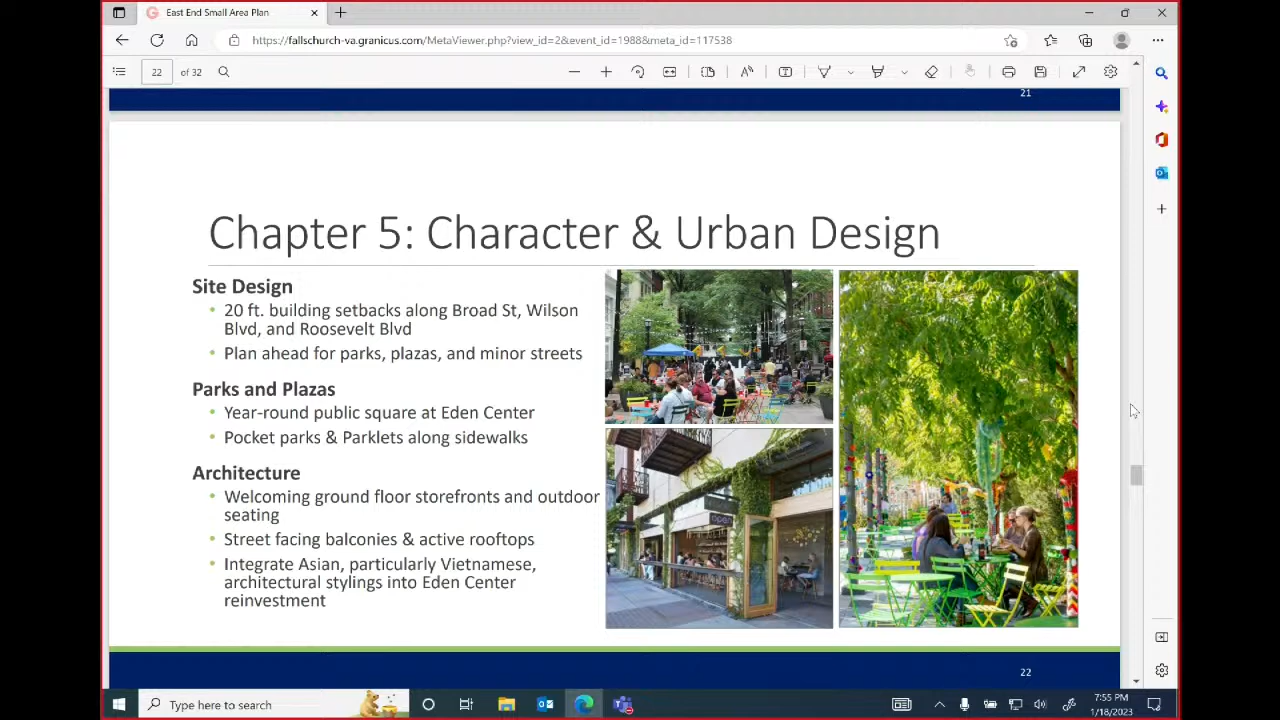 East End Small Area Plan
https://fallschurch-va.granicus.com/MetaViewer.php?view_id=2&event_id=1988&meta_id=117538
22 of 32
21
Chapter 5: Character & Urban Design
Site Design
• 20 ft. building setbacks along Broad St, Wilson
Blvd, and Roosevelt Blvd
• Plan ahead for parks, plazas, and minor streets
Parks and Plazas
• Year-round public square at Eden Center
• Pocket parks & Parklets along sidewalks
Architecture
• Welcoming ground floor storefronts and outdoor
seating
• Street facing balconies & active rooftops
• Integrate Asian, particularly Vietnamese,
architectural stylings into Eden Center
reinvestment
open
22
Type here to search
7:55 PM
1/18/2023